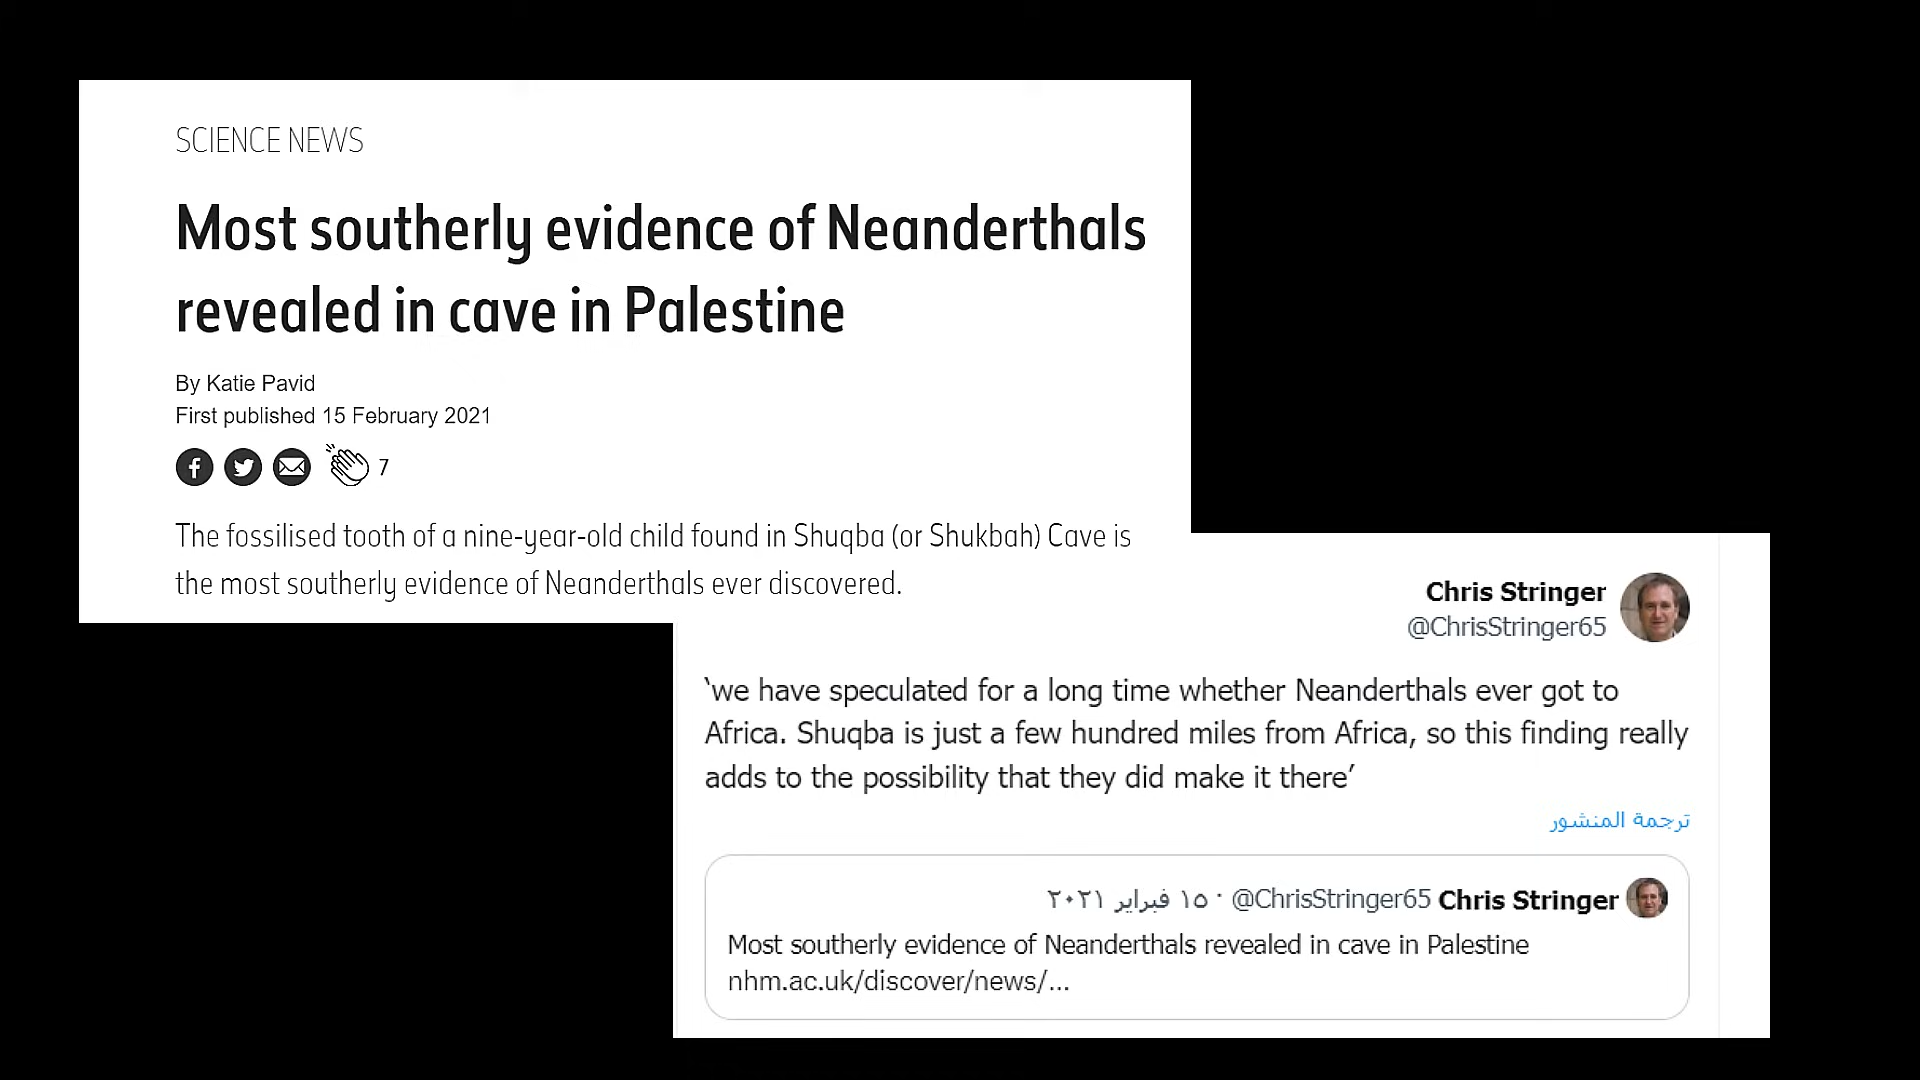 SCIENCE NEWS
Most southerly evidence of Neanderthals
revealed in cave in Palestine
By Katie Pavid
First published 15 February 2021
7
The fossilised tooth of a nine-year-old child found in Shuqba (or Shukbah) Cave is
the most southerly evidence of Neanderthals ever discovered.
Chris Stringer
@ChrisStringer65
‘we have speculated for a long time whether Neanderthals ever got to
Africa. Shuqba is just a few hundred miles from Africa, so this finding really
adds to the possibility that they did make it there’
ترجمة المنشور
Chris Stringer @ChrisStringer65 · ١٥ فبراير ٢٠٢١
Most southerly evidence of Neanderthals revealed in cave in Palestine
nhm.ac.uk/discover/news/...